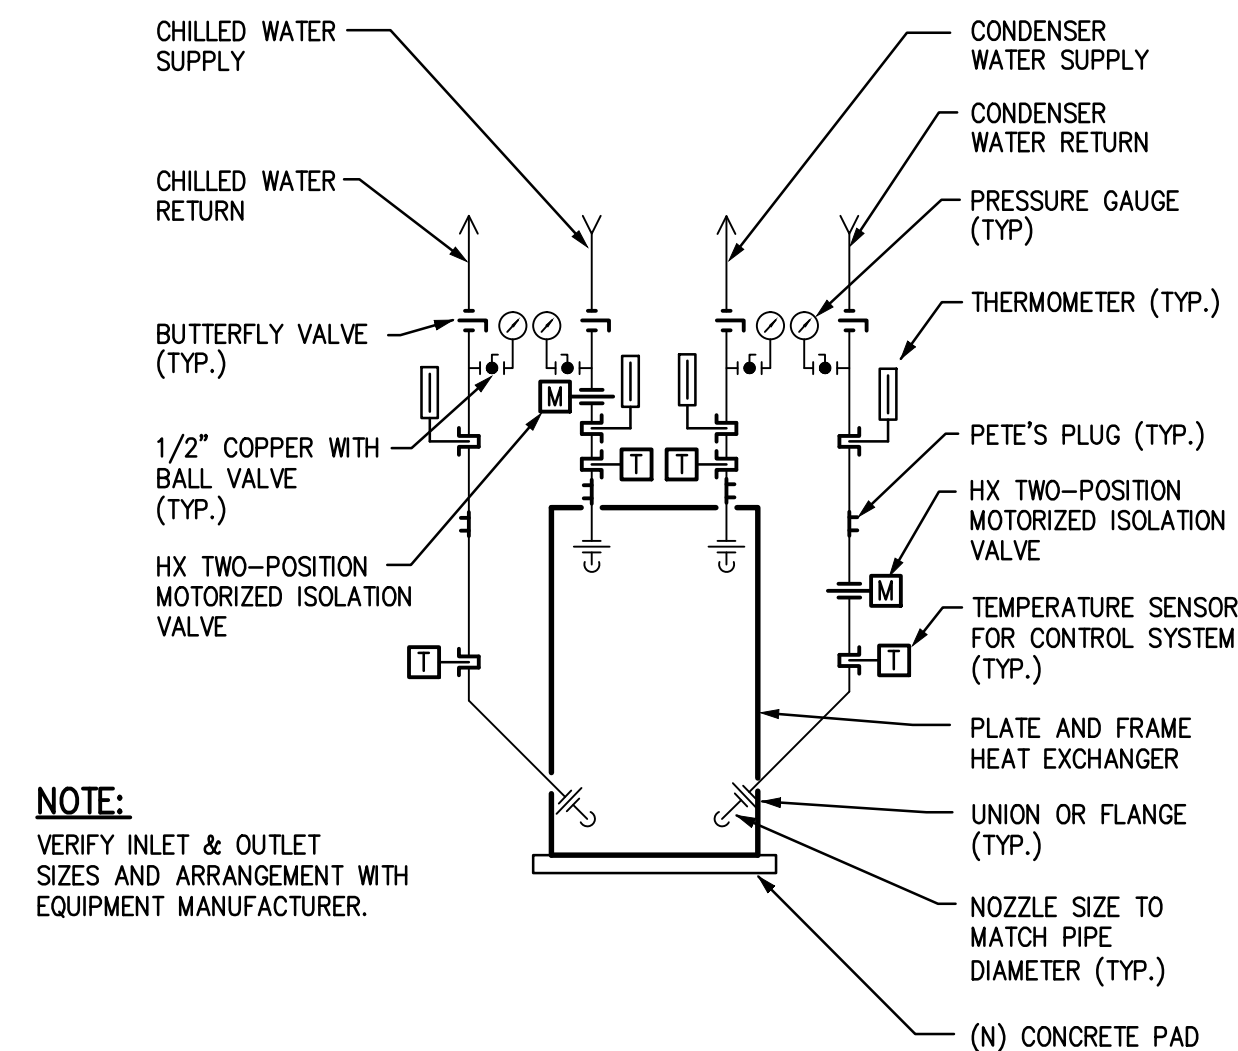 CHILLED WATER
SUPPLY
CHILLED WATER
RETURN
BUTTERFLY VALVE
(TYP.)
1/2" COPPER WITH
BALL VALVE
(TYP.)
HX TWO-POSITION
MOTORIZED ISOLATION
VALVE
M
T
T
T
M
T
CONDENSER
WATER SUPPLY
CONDENSER
WATER RETURN
PRESSURE GAUGE
(TYP)
THERMOMETER (TYP.)
PETE'S PLUG (TYP.)
HX TWO-POSITION
MOTORIZED ISOLATION
VALVE
TEMPERATURE SENSOR
FOR CONTROL SYSTEM
(TYP.)
PLATE AND FRAME
HEAT EXCHANGER
UNION OR FLANGE
(TYP.)
NOZZLE SIZE TO
MATCH PIPE
DIAMETER (TYP.)
(N) CONCRETE PAD
NOTE:
VERIFY INLET & OUTLET
SIZES AND ARRANGEMENT WITH
EQUIPMENT MANUFACTURER.